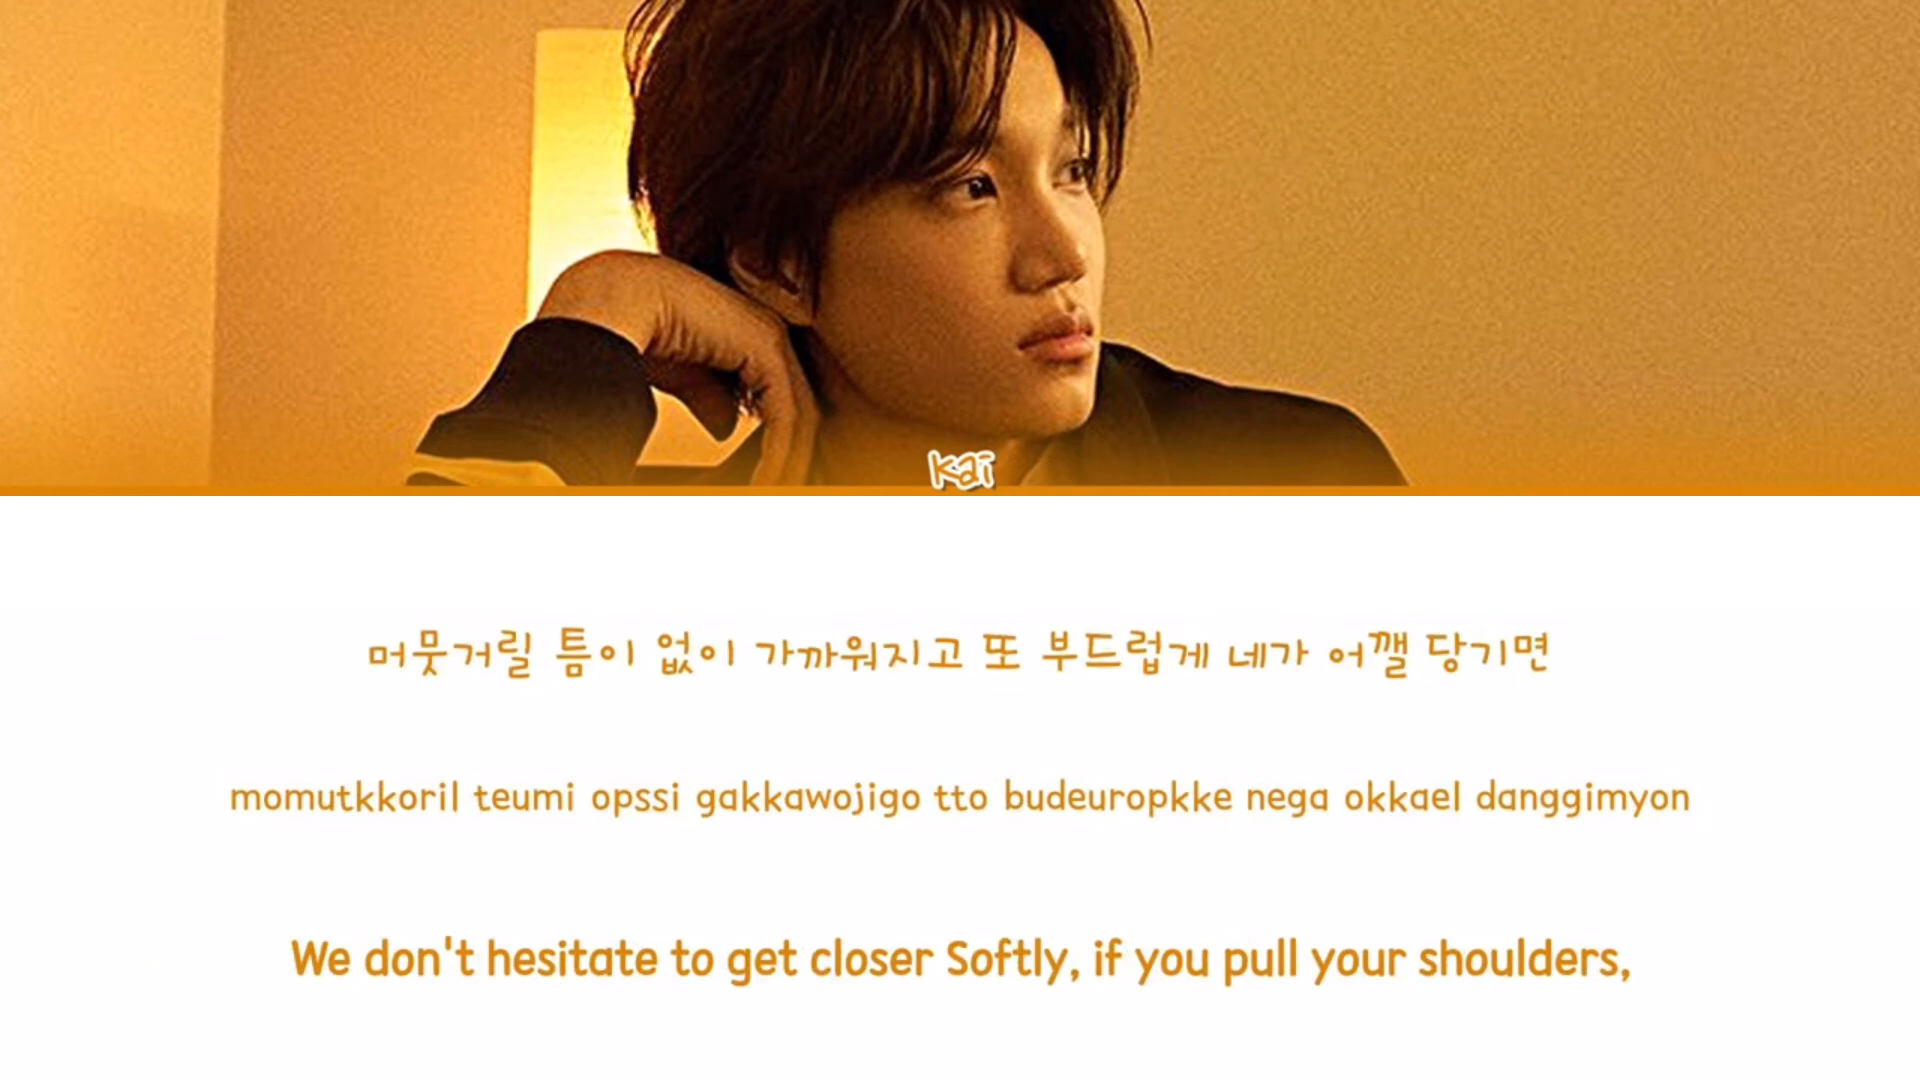 kai
머뭇거릴 틈이 없이 가까워지고 또 부드럽게 네가 어깰 당기면
momutkkoril teumi opssi gakkawojigo tto budeuropkke nega okkael danggimyon
We don't hesitate to get closer Softly, if you pull your shoulders,